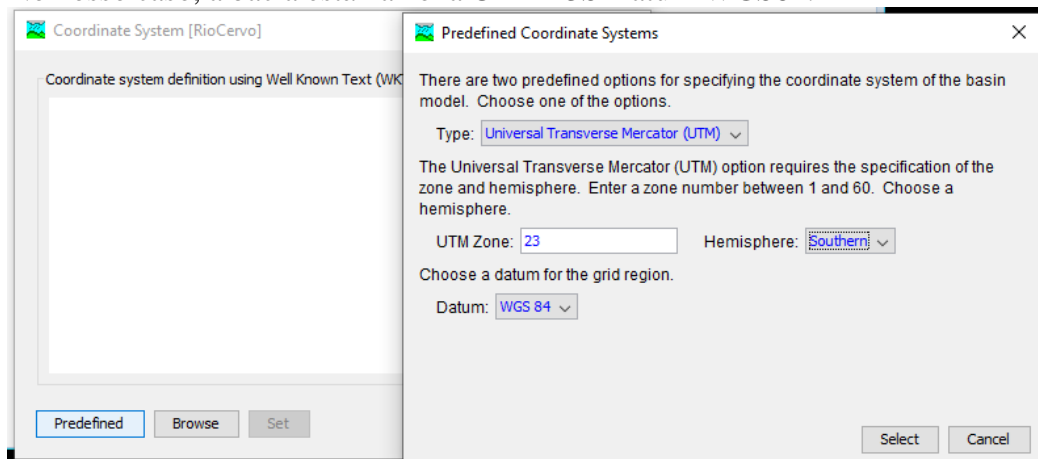 Coordinate System [RioCervo]
Coordinate system definition using Well Known Text (WK
Predefined
Browse
Set
Predefined Coordinate Systems
There are two predefined options for specifying the coordinate system of the basin
model. Choose one of the options.
Type: Universal Transverse Mercator (UTM)
The Universal Transverse Mercator (UTM) option requires the specification of the
zone and hemisphere. Enter a zone number between 1 and 60. Choose a
hemisphere.
UTM Zone: 23 Hemisphere: Southern
Choose a datum for the grid region.
Datum: WGS 84
Select
Cancel